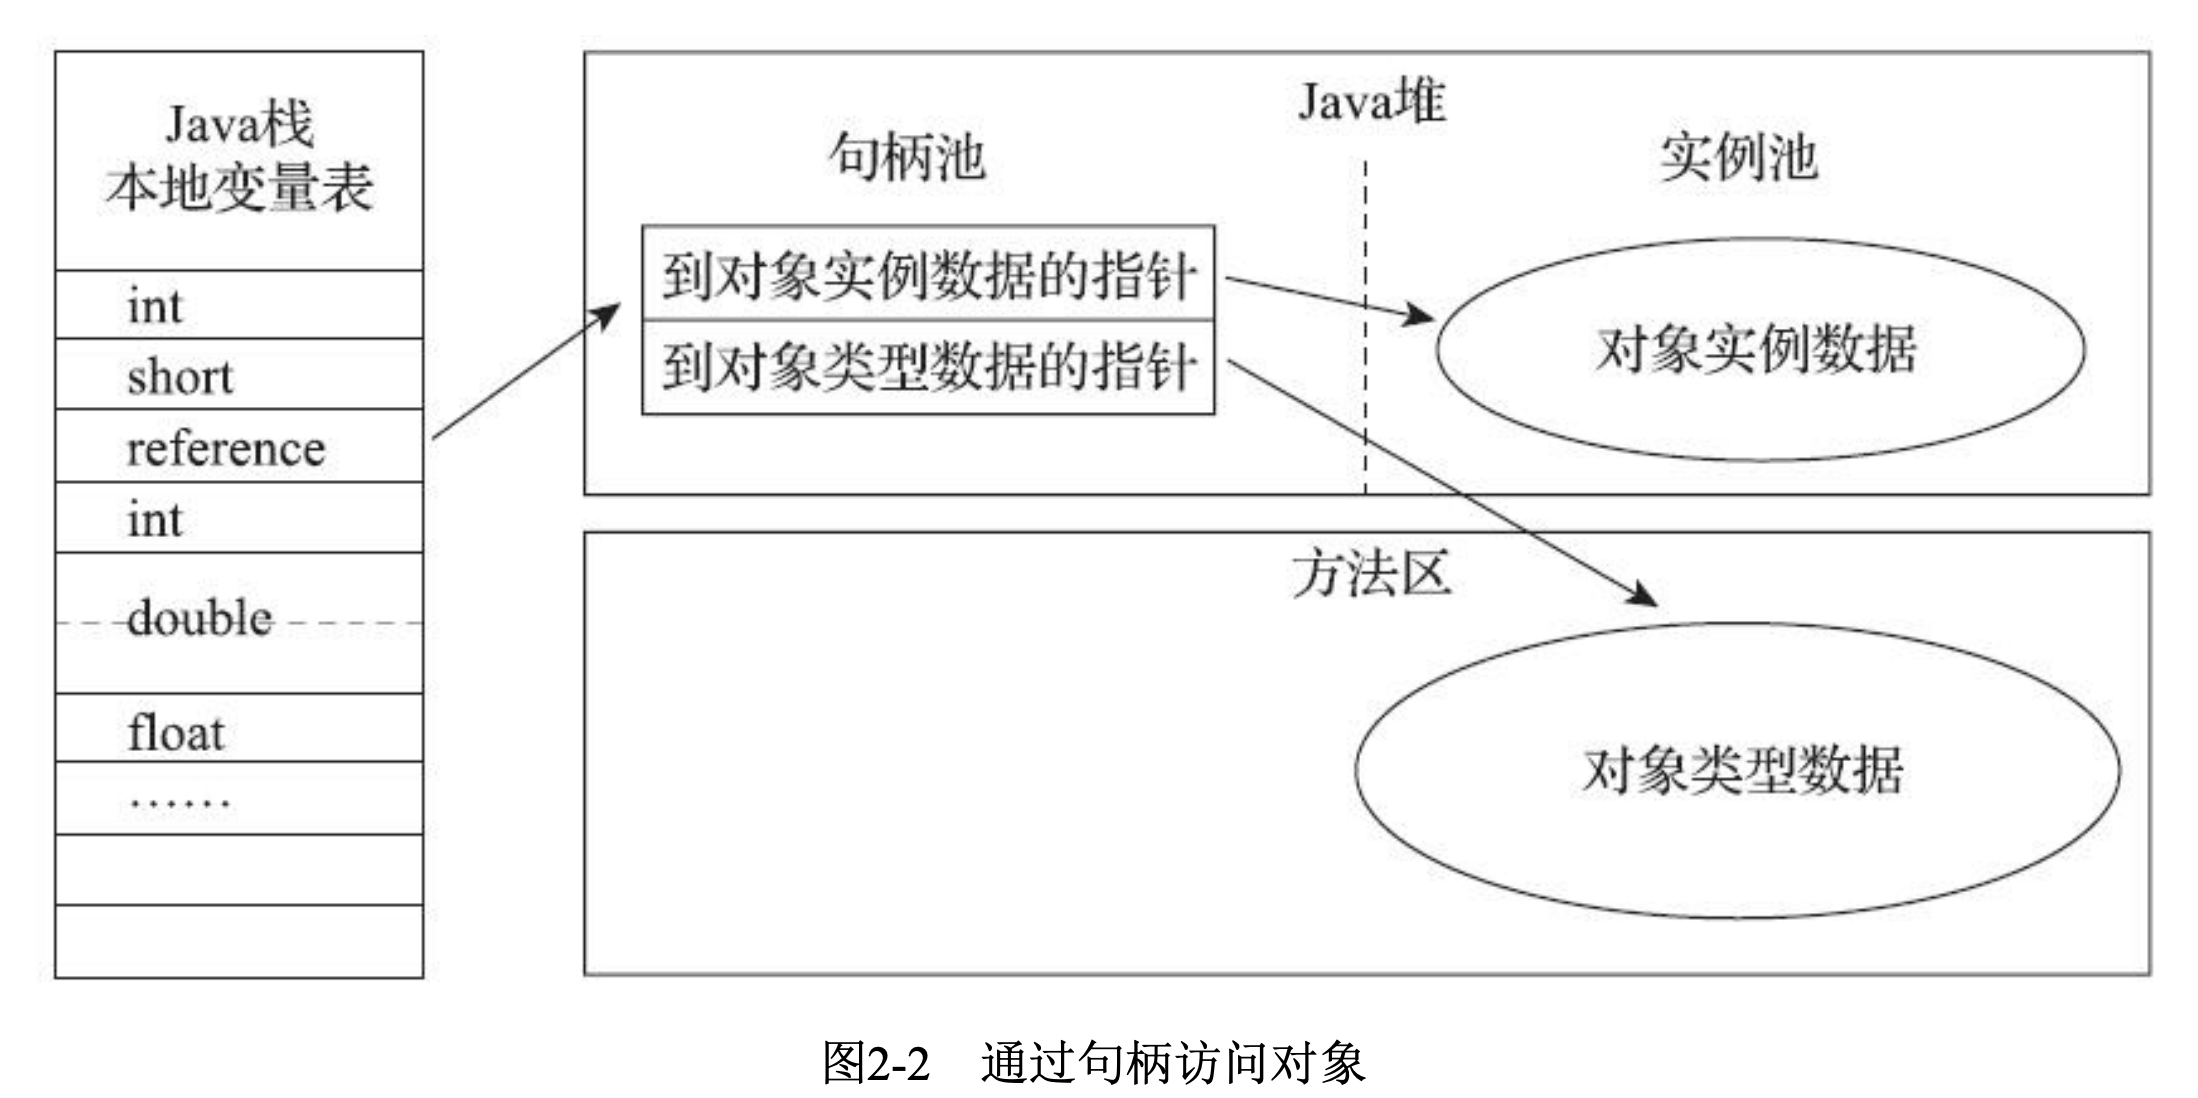 Java栈
本地变量表
int
short
reference
int
double
float
……
Java堆
句柄池
实例池
到对象实例数据的指针
到对象类型数据的指针
对象实例数据
方法区
对象类型数据
图2-2 通过句柄访问对象